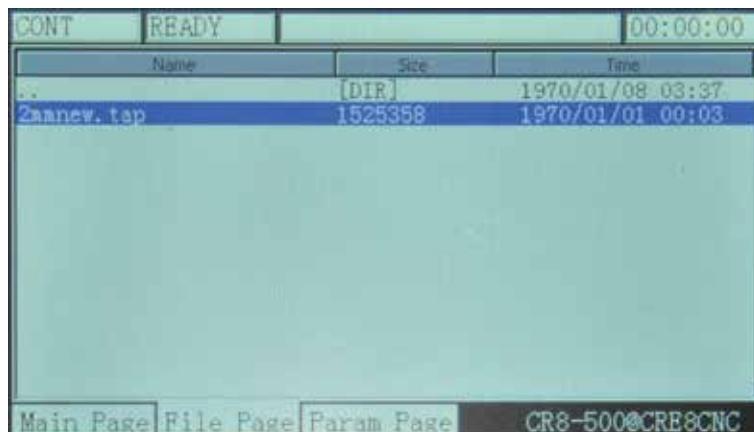 CONT READY 00:00:00
Name Size Time
.. [DIR] 1970/01/08 03:37
2mmnew.tap 1525358 1970/01/01 00:03
Main Page File Page Param Page CR8-500@CRE8CNC